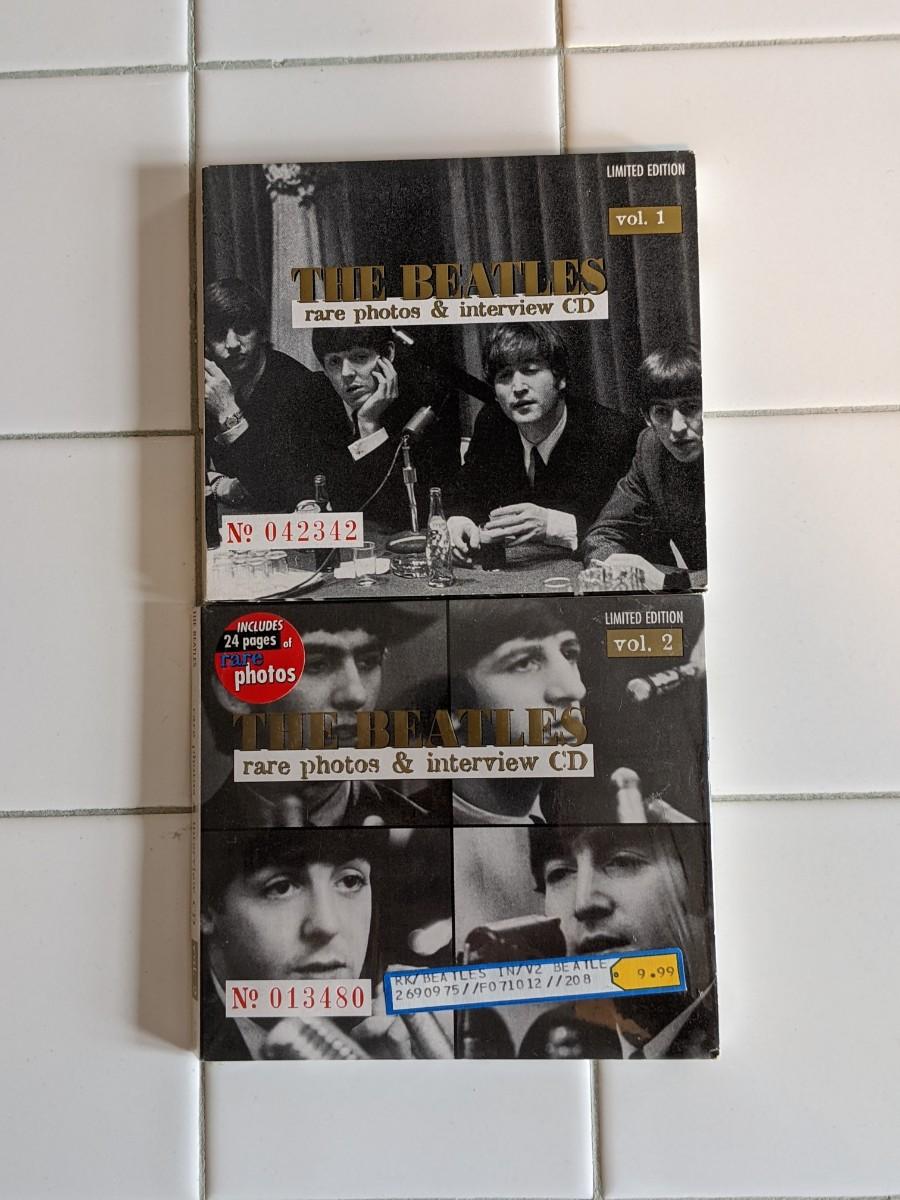 LIMITED EDITION
vol. 1
THE BEATLES
rare photos & interview CD
Nº 042342
INCLUDES
24 pages of
rare
photos
LIMITED EDITION
vol. 2
THE BEATLES
rare photos & interview CD
Nº 013480
RK/BEATLES IN/V2 BEATLE
2690975//F071012//208
9.99
THE BEATLES